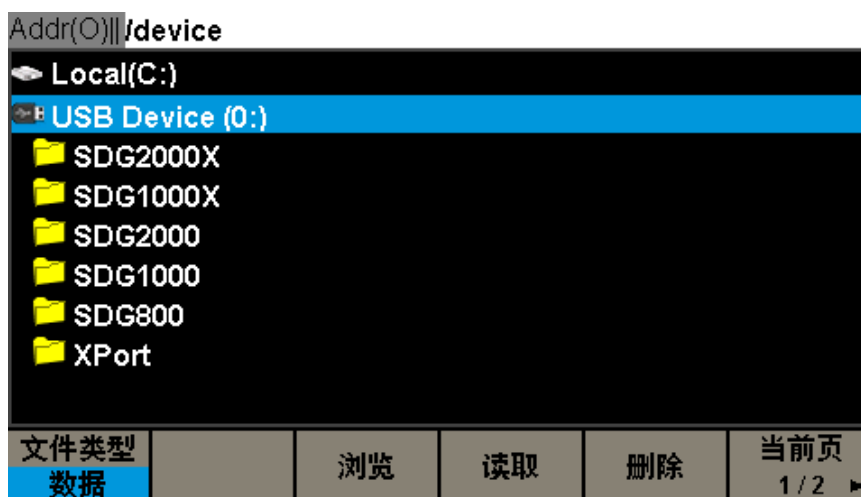 Addr(O)|| /device
Local(C:)
USB Device (0:)
SDG2000X
SDG1000X
SDG2000
SDG1000
SDG800
XPort
文件类型
数据
浏览
读取
删除
当前页
1/2